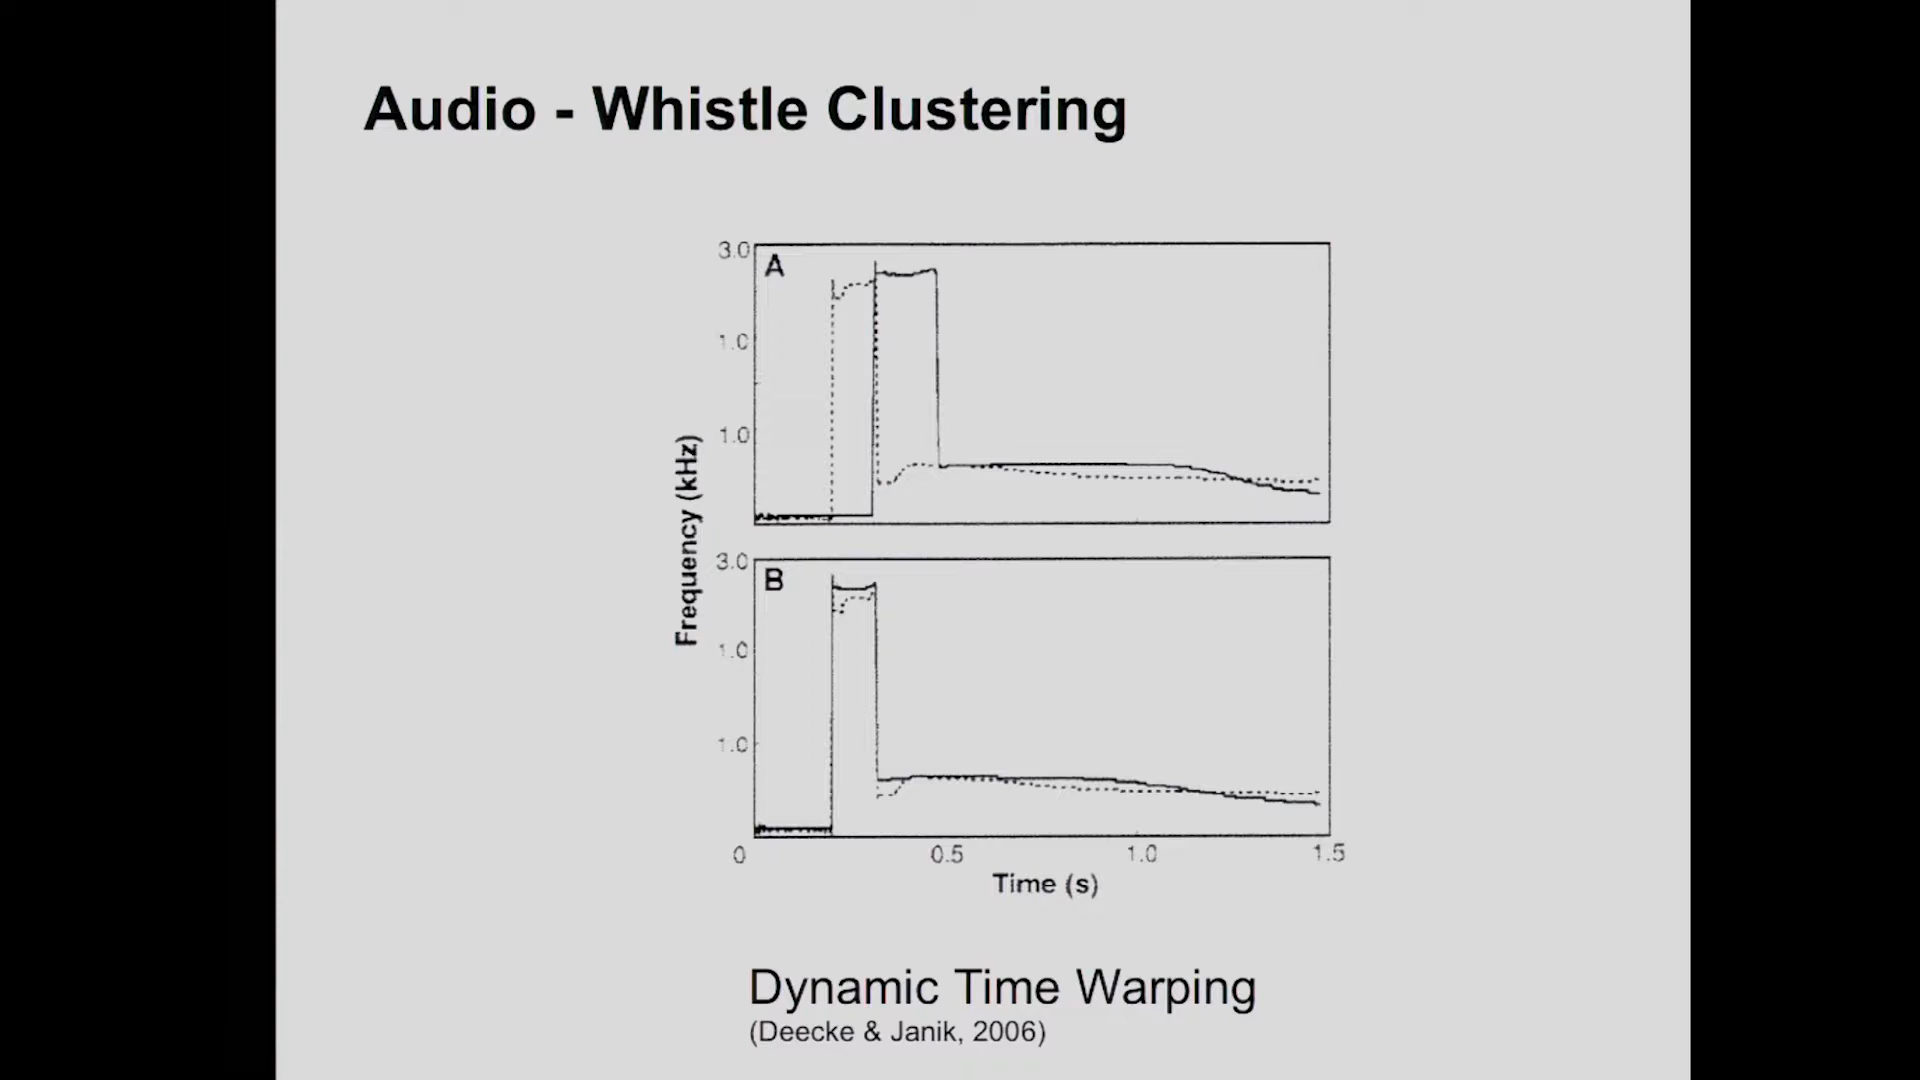 Audio - Whistle Clustering
3.0
A
1.0
1.0
Frequency (kHz)
3.0
B
1.0
1.0
0 0.5 1.0 1.5
Time (s)
Dynamic Time Warping
(Deecke & Janik, 2006)